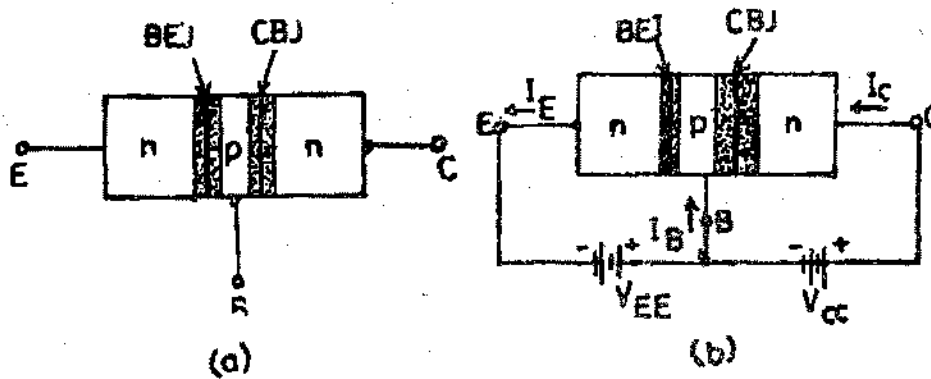 BEJ CBJ
E n p n C
B
(a)
BEJ CBJ
I_E I_C
E n p n C
I_B B
- + - +
V_EE V_CC
(b)